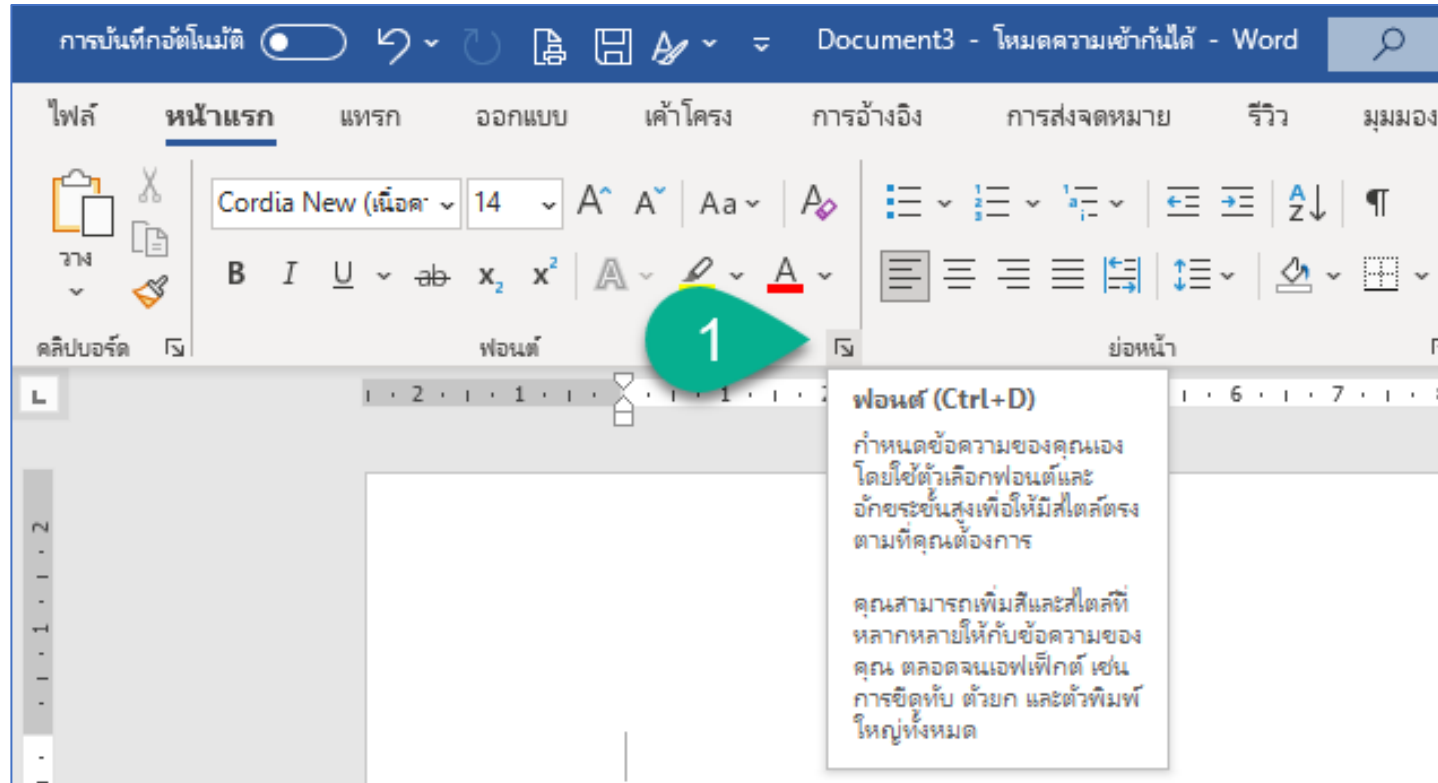 การบันทึกอัตโนมัติ Document3 - โหมดความเข้ากันได้ - Word
ไฟล์ หน้าแรก แทรก ออกแบบ เค้าโครง การอ้างอิง การส่งจดหมาย รีวิว มุมมอง
Cordia New (เนื้อค 14 A A Aa A
วาง
B I U ab x2 x2 A A
คลิปบอร์ด ฟอนต์ 1 ย่อหน้า
2 1 1 6 7
ฟอนต์ (Ctrl+D)
กำหนดข้อความของคุณเอง
โดยใช้ตัวเลือกฟอนต์และ
อักขระขั้นสูงเพื่อให้มีสไตล์ตรง
ตามที่คุณต้องการ
คุณสามารถเพิ่มสีและสไตล์ที่
หลากหลายให้กับข้อความของ
คุณ ตลอดจนเอฟเฟ็กต์ เช่น
การขีดทับ ตัวยก และตัวพิมพ์
ใหญ่ทั้งหมด
2
1